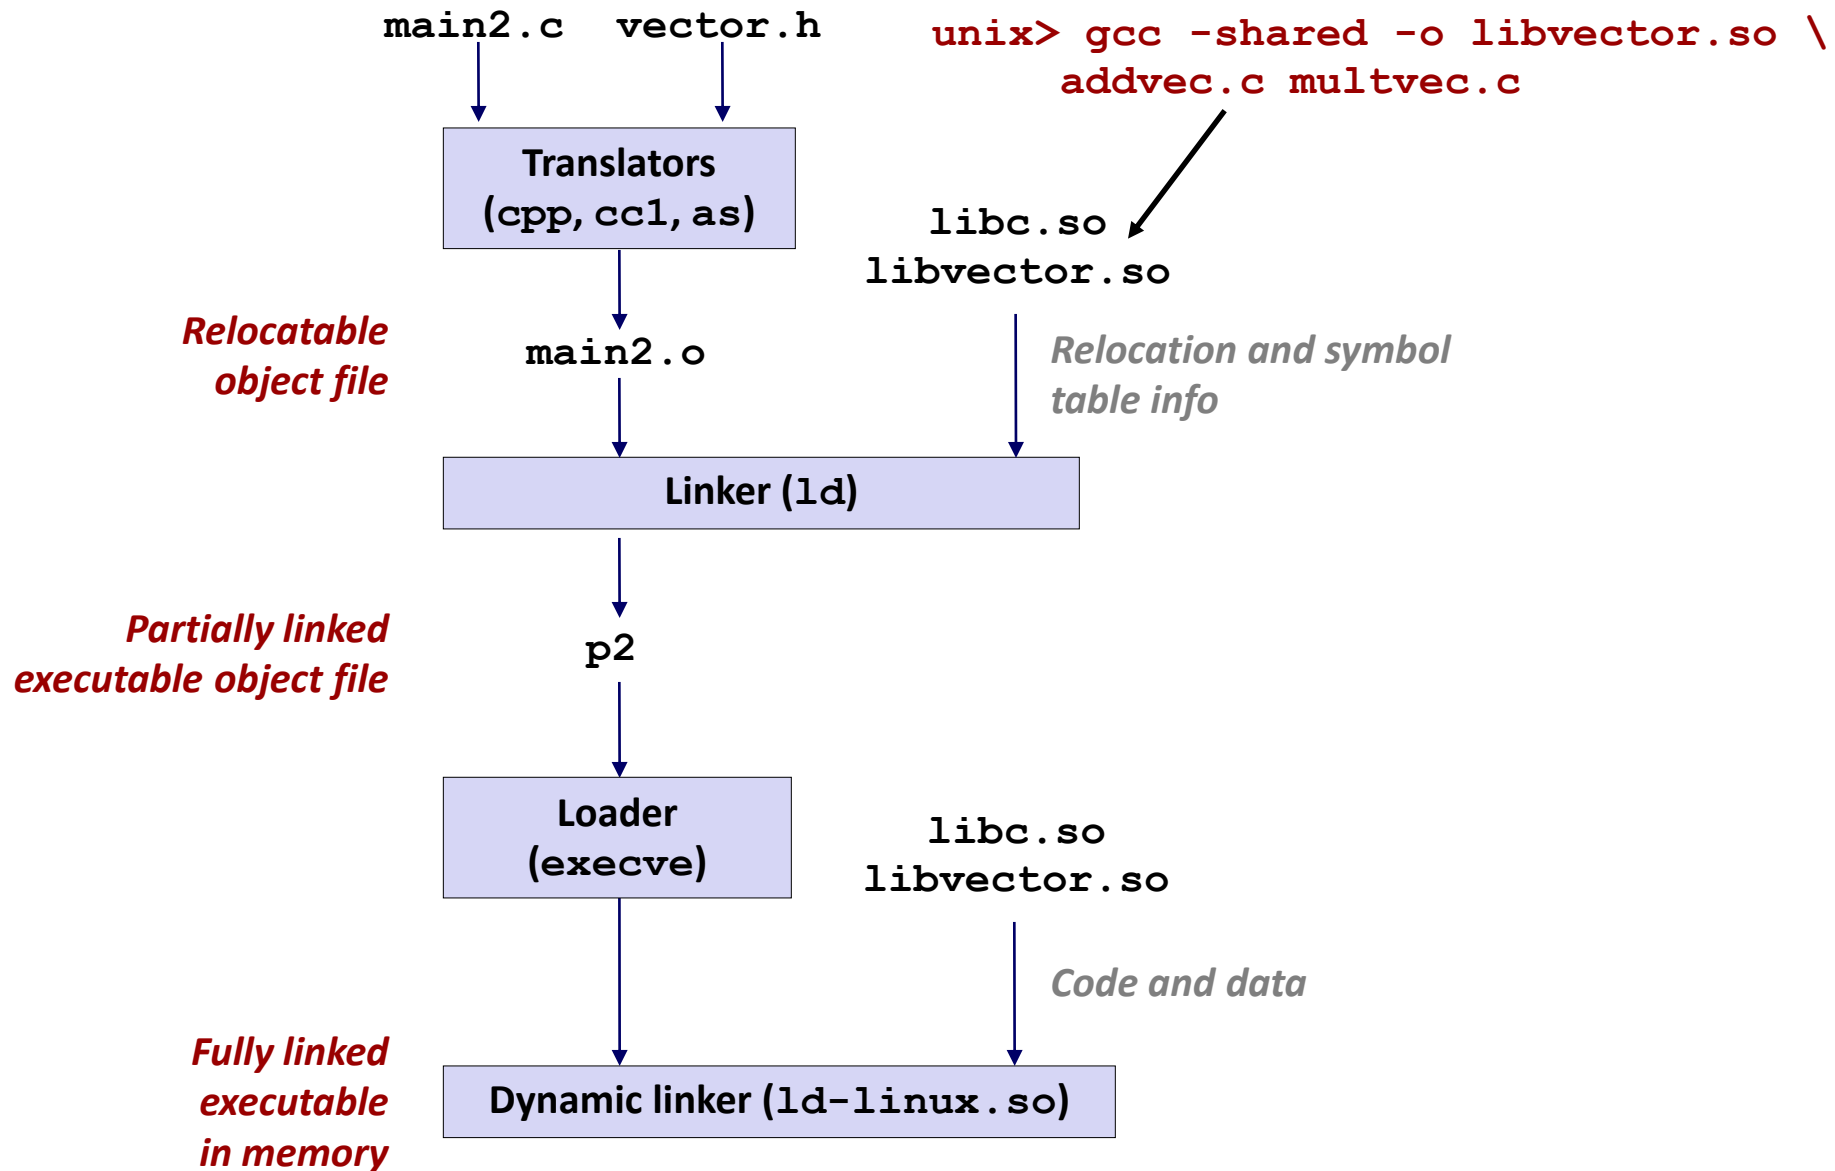 main2.c vector.h
unix> gcc -shared -o libvector.so \
addvec.c multvec.c
Translators
(cpp, cc1, as)
libc.so
libvector.so
Relocatable
object file
main2.o
Relocation and symbol
table info
Linker (ld)
Partially linked
executable object file
p2
Loader
(execve)
libc.so
libvector.so
Code and data
Fully linked
executable
in memory
Dynamic linker (ld-linux.so)